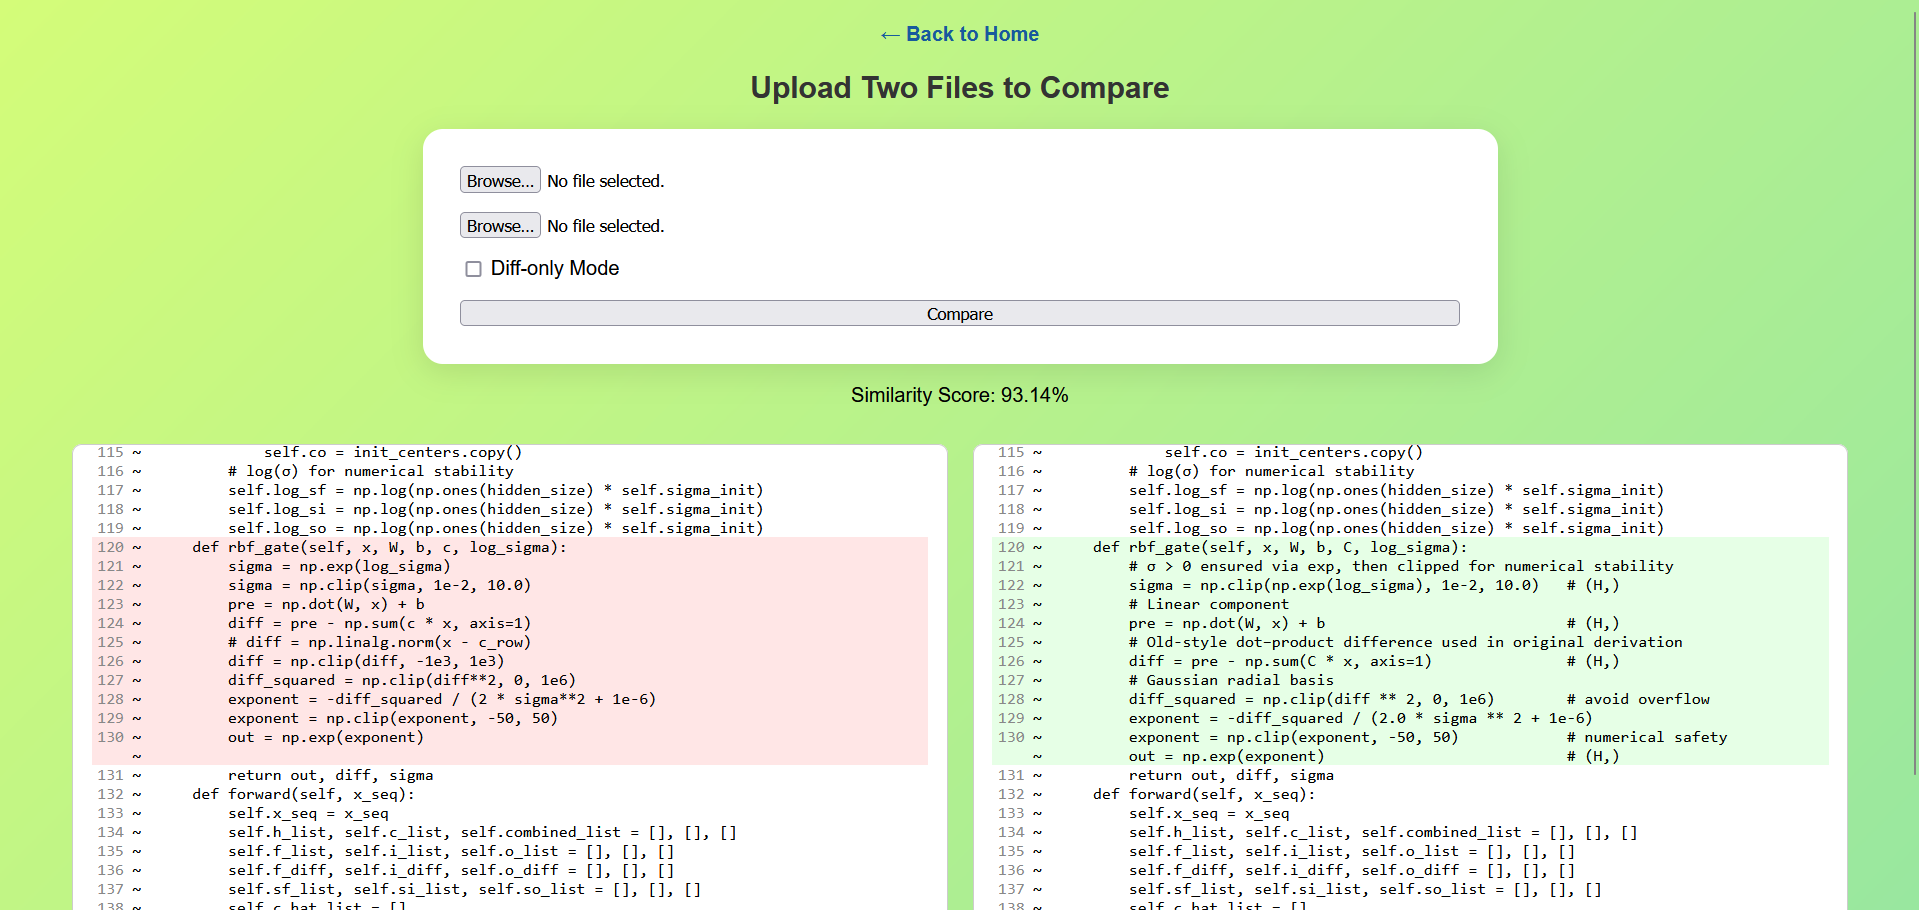 ← Back to Home
Upload Two Files to Compare
Browse... No file selected.
Browse... No file selected.
Diff-only Mode
Compare
Similarity Score: 93.14%
115 ~             self.co = init_centers.copy()
116 ~         # log(σ) for numerical stability
117 ~         self.log_sf = np.log(np.ones(hidden_size) * self.sigma_init)
118 ~         self.log_si = np.log(np.ones(hidden_size) * self.sigma_init)
119 ~         self.log_so = np.log(np.ones(hidden_size) * self.sigma_init)
120 ~     def rbf_gate(self, x, W, b, c, log_sigma):
121 ~         sigma = np.exp(log_sigma)
122 ~         sigma = np.clip(sigma, 1e-2, 10.0)
123 ~         pre = np.dot(W, x) + b
124 ~         diff = pre - np.sum(c * x, axis=1)
125 ~         # diff = np.linalg.norm(x - c_row)
126 ~         diff = np.clip(diff, -1e3, 1e3)
127 ~         diff_squared = np.clip(diff**2, 0, 1e6)
128 ~         exponent = -diff_squared / (2 * sigma**2 + 1e-6)
129 ~         exponent = np.clip(exponent, -50, 50)
130 ~         out = np.exp(exponent)
~
131 ~         return out, diff, sigma
132 ~     def forward(self, x_seq):
133 ~         self.x_seq = x_seq
134 ~         self.h_list, self.c_list, self.combined_list = [], [], []
135 ~         self.f_list, self.i_list, self.o_list = [], [], []
136 ~         self.f_diff, self.i_diff, self.o_diff = [], [], []
137 ~         self.sf_list, self.si_list, self.so_list = [], [], []
138 ~         self.c_hat_list = []
115 ~             self.co = init_centers.copy()
116 ~         # log(σ) for numerical stability
117 ~         self.log_sf = np.log(np.ones(hidden_size) * self.sigma_init)
118 ~         self.log_si = np.log(np.ones(hidden_size) * self.sigma_init)
119 ~         self.log_so = np.log(np.ones(hidden_size) * self.sigma_init)
120 ~     def rbf_gate(self, x, W, b, C, log_sigma):
121 ~         # σ > 0 ensured via exp, then clipped for numerical stability
122 ~         sigma = np.clip(np.exp(log_sigma), 1e-2, 10.0)   # (H,)
123 ~         # Linear component
124 ~         pre = np.dot(W, x) + b                           # (H,)
125 ~         # Old-style dot-product difference used in original derivation
126 ~         diff = pre - np.sum(C * x, axis=1)               # (H,)
127 ~         # Gaussian radial basis
128 ~         diff_squared = np.clip(diff ** 2, 0, 1e6)        # avoid overflow
129 ~         exponent = -diff_squared / (2.0 * sigma ** 2 + 1e-6)
130 ~         exponent = np.clip(exponent, -50, 50)            # numerical safety
~         out = np.exp(exponent)                           # (H,)
131 ~         return out, diff, sigma
132 ~     def forward(self, x_seq):
133 ~         self.x_seq = x_seq
134 ~         self.h_list, self.c_list, self.combined_list = [], [], []
135 ~         self.f_list, self.i_list, self.o_list = [], [], []
136 ~         self.f_diff, self.i_diff, self.o_diff = [], [], []
137 ~         self.sf_list, self.si_list, self.so_list = [], [], []
138 ~         self.c_hat_list = []